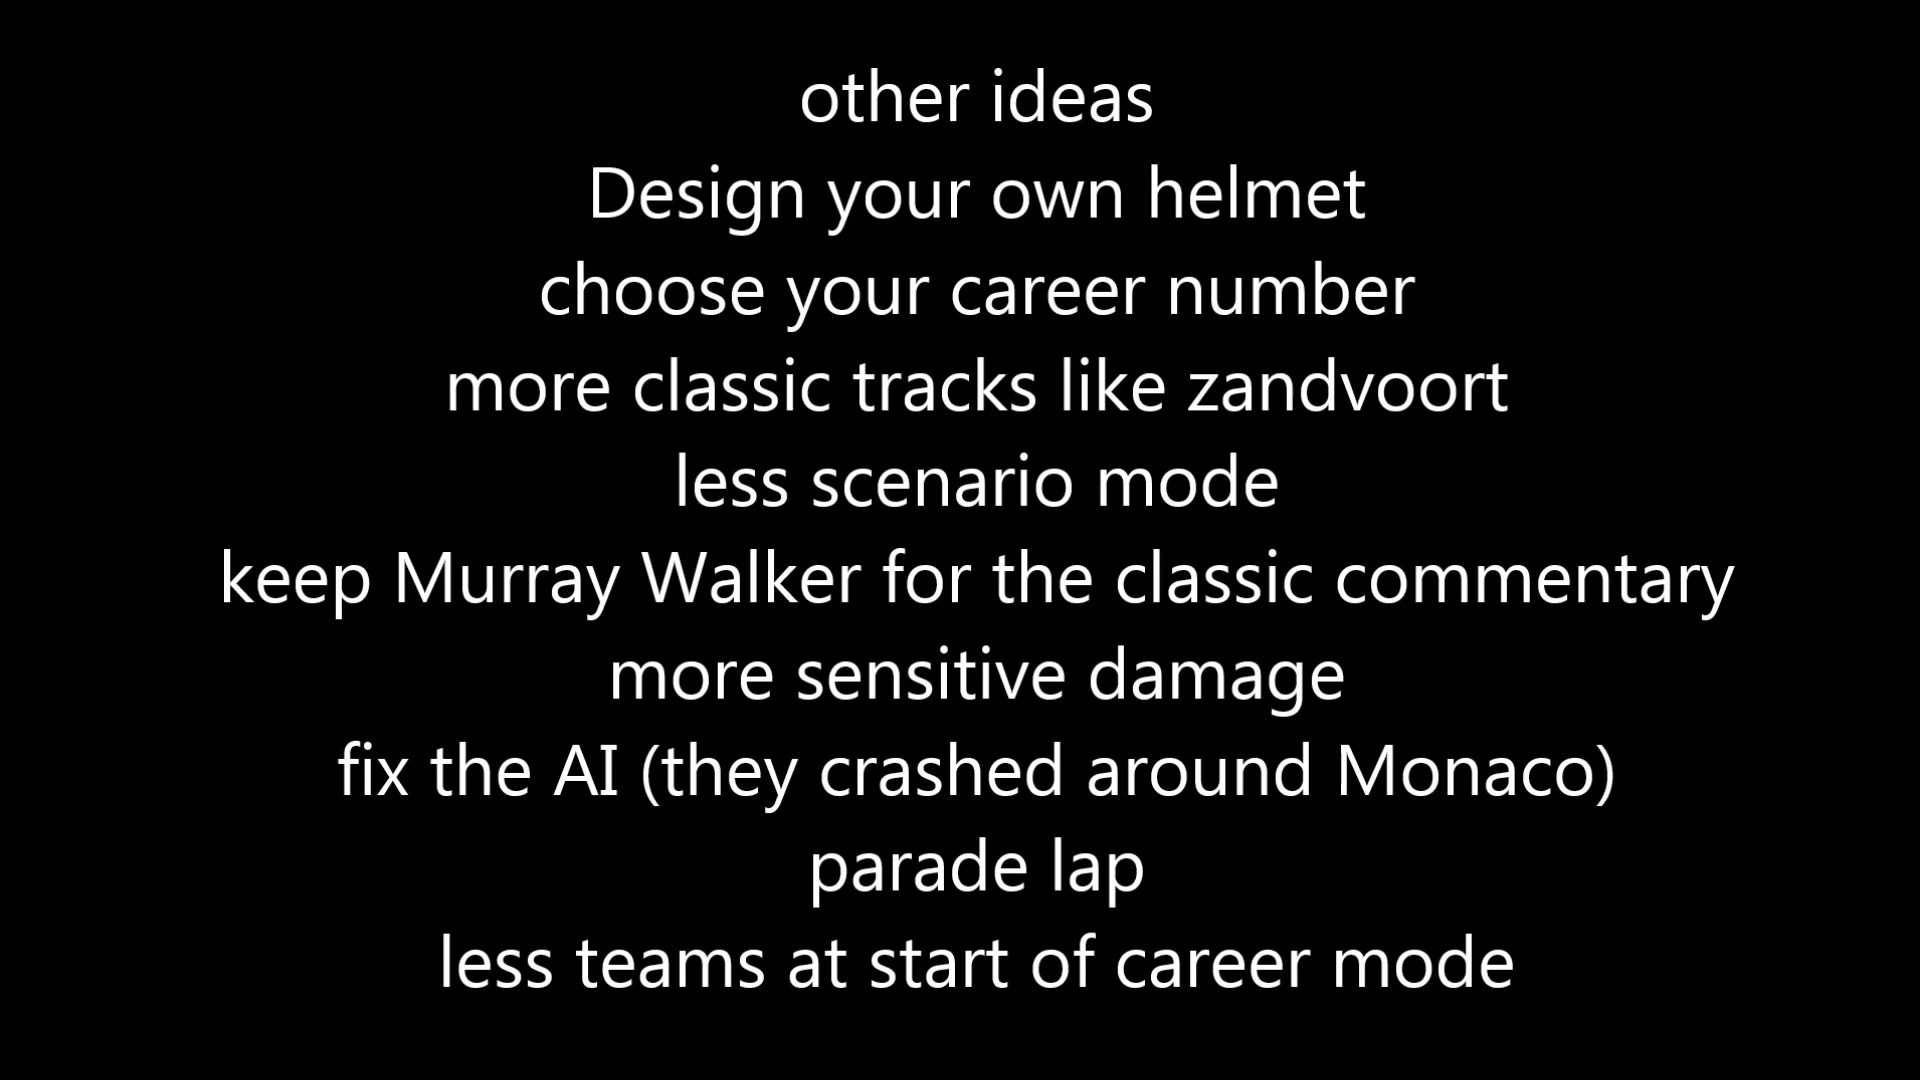 other ideas
Design your own helmet
choose your career number
more classic tracks like zandvoort
less scenario mode
keep Murray Walker for the classic commentary
more sensitive damage
fix the AI (they crashed around Monaco)
parade lap
less teams at start of career mode